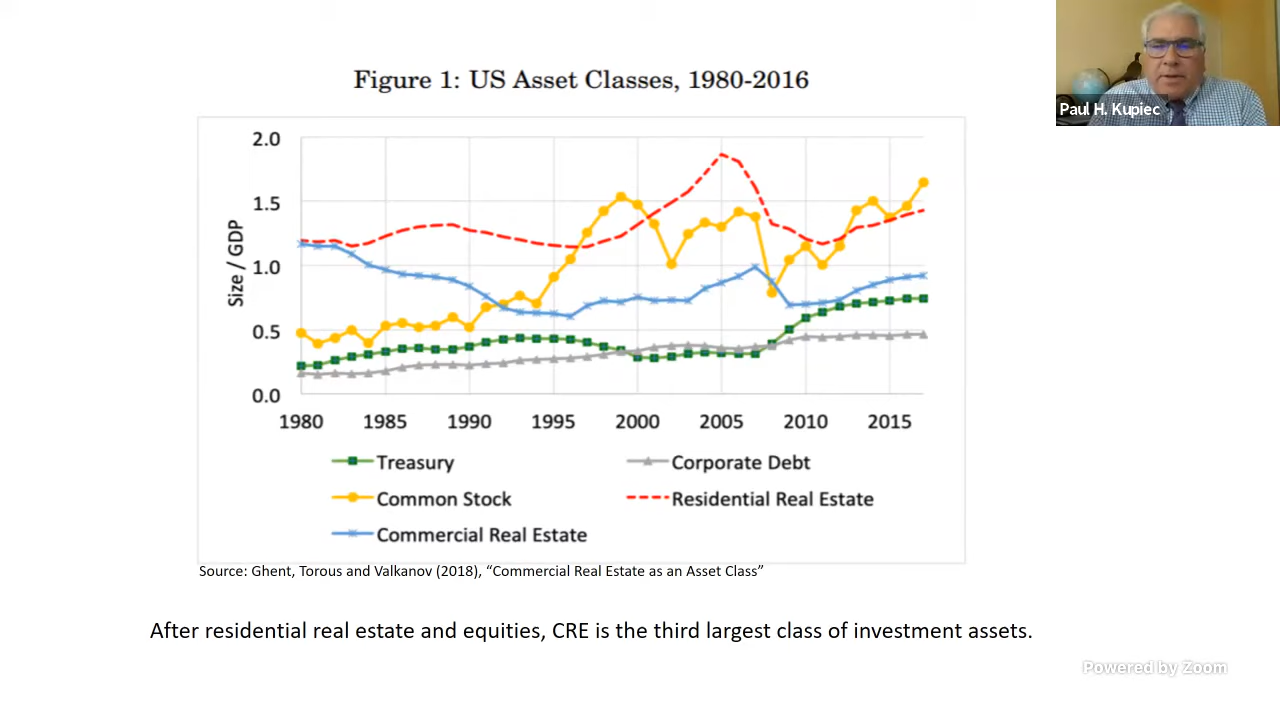 Figure 1: US Asset Classes, 1980-2016
Paul H. Kupiec
Size / GDP
2.0
1.5
1.0
0.5
0.0
1980 1985 1990 1995 2000 2005 2010 2015
Treasury Corporate Debt
Common Stock Residential Real Estate
Commercial Real Estate
Source: Ghent, Torous and Valkanov (2018), “Commercial Real Estate as an Asset Class”
After residential real estate and equities, CRE is the third largest class of investment assets.
Powered by Zoom